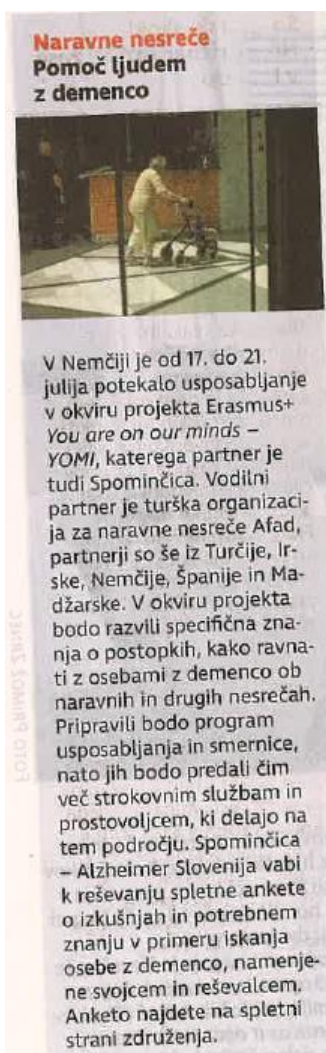 Naravne nesreče
Pomoč ljudem
z demenco
V Nemčiji je od 17. do 21.
julija potekalo usposabljanje
v okviru projekta Erasmus+
You are on our minds –
YOMI, katerega partner je
tudi Spominčica. Vodilni
partner je turška organizaci-
ja za naravne nesreče Afad,
partnerji so še iz Turčije, Ir-
ske, Nemčije, Španije in Ma-
džarske. V okviru projekta
bodo razvili specifična zna-
nja o postopkih, kako ravna-
ti z osebami z demenco ob
naravnih in drugih nesrečah.
Pripravili bodo program
usposabljanja in smernice,
nato jih bodo predali čim
več strokovnim službam in
prostovoljcem, ki delajo na
tem področju. Spominčica
– Alzheimer Slovenija vabi
k reševanju spletne ankete
o izkušnjah in potrebnem
znanju v primeru iskanja
osebe z demenco, namenje-
ne svojcem in reševalcem.
Anketo najdete na spletni
strani združenja.